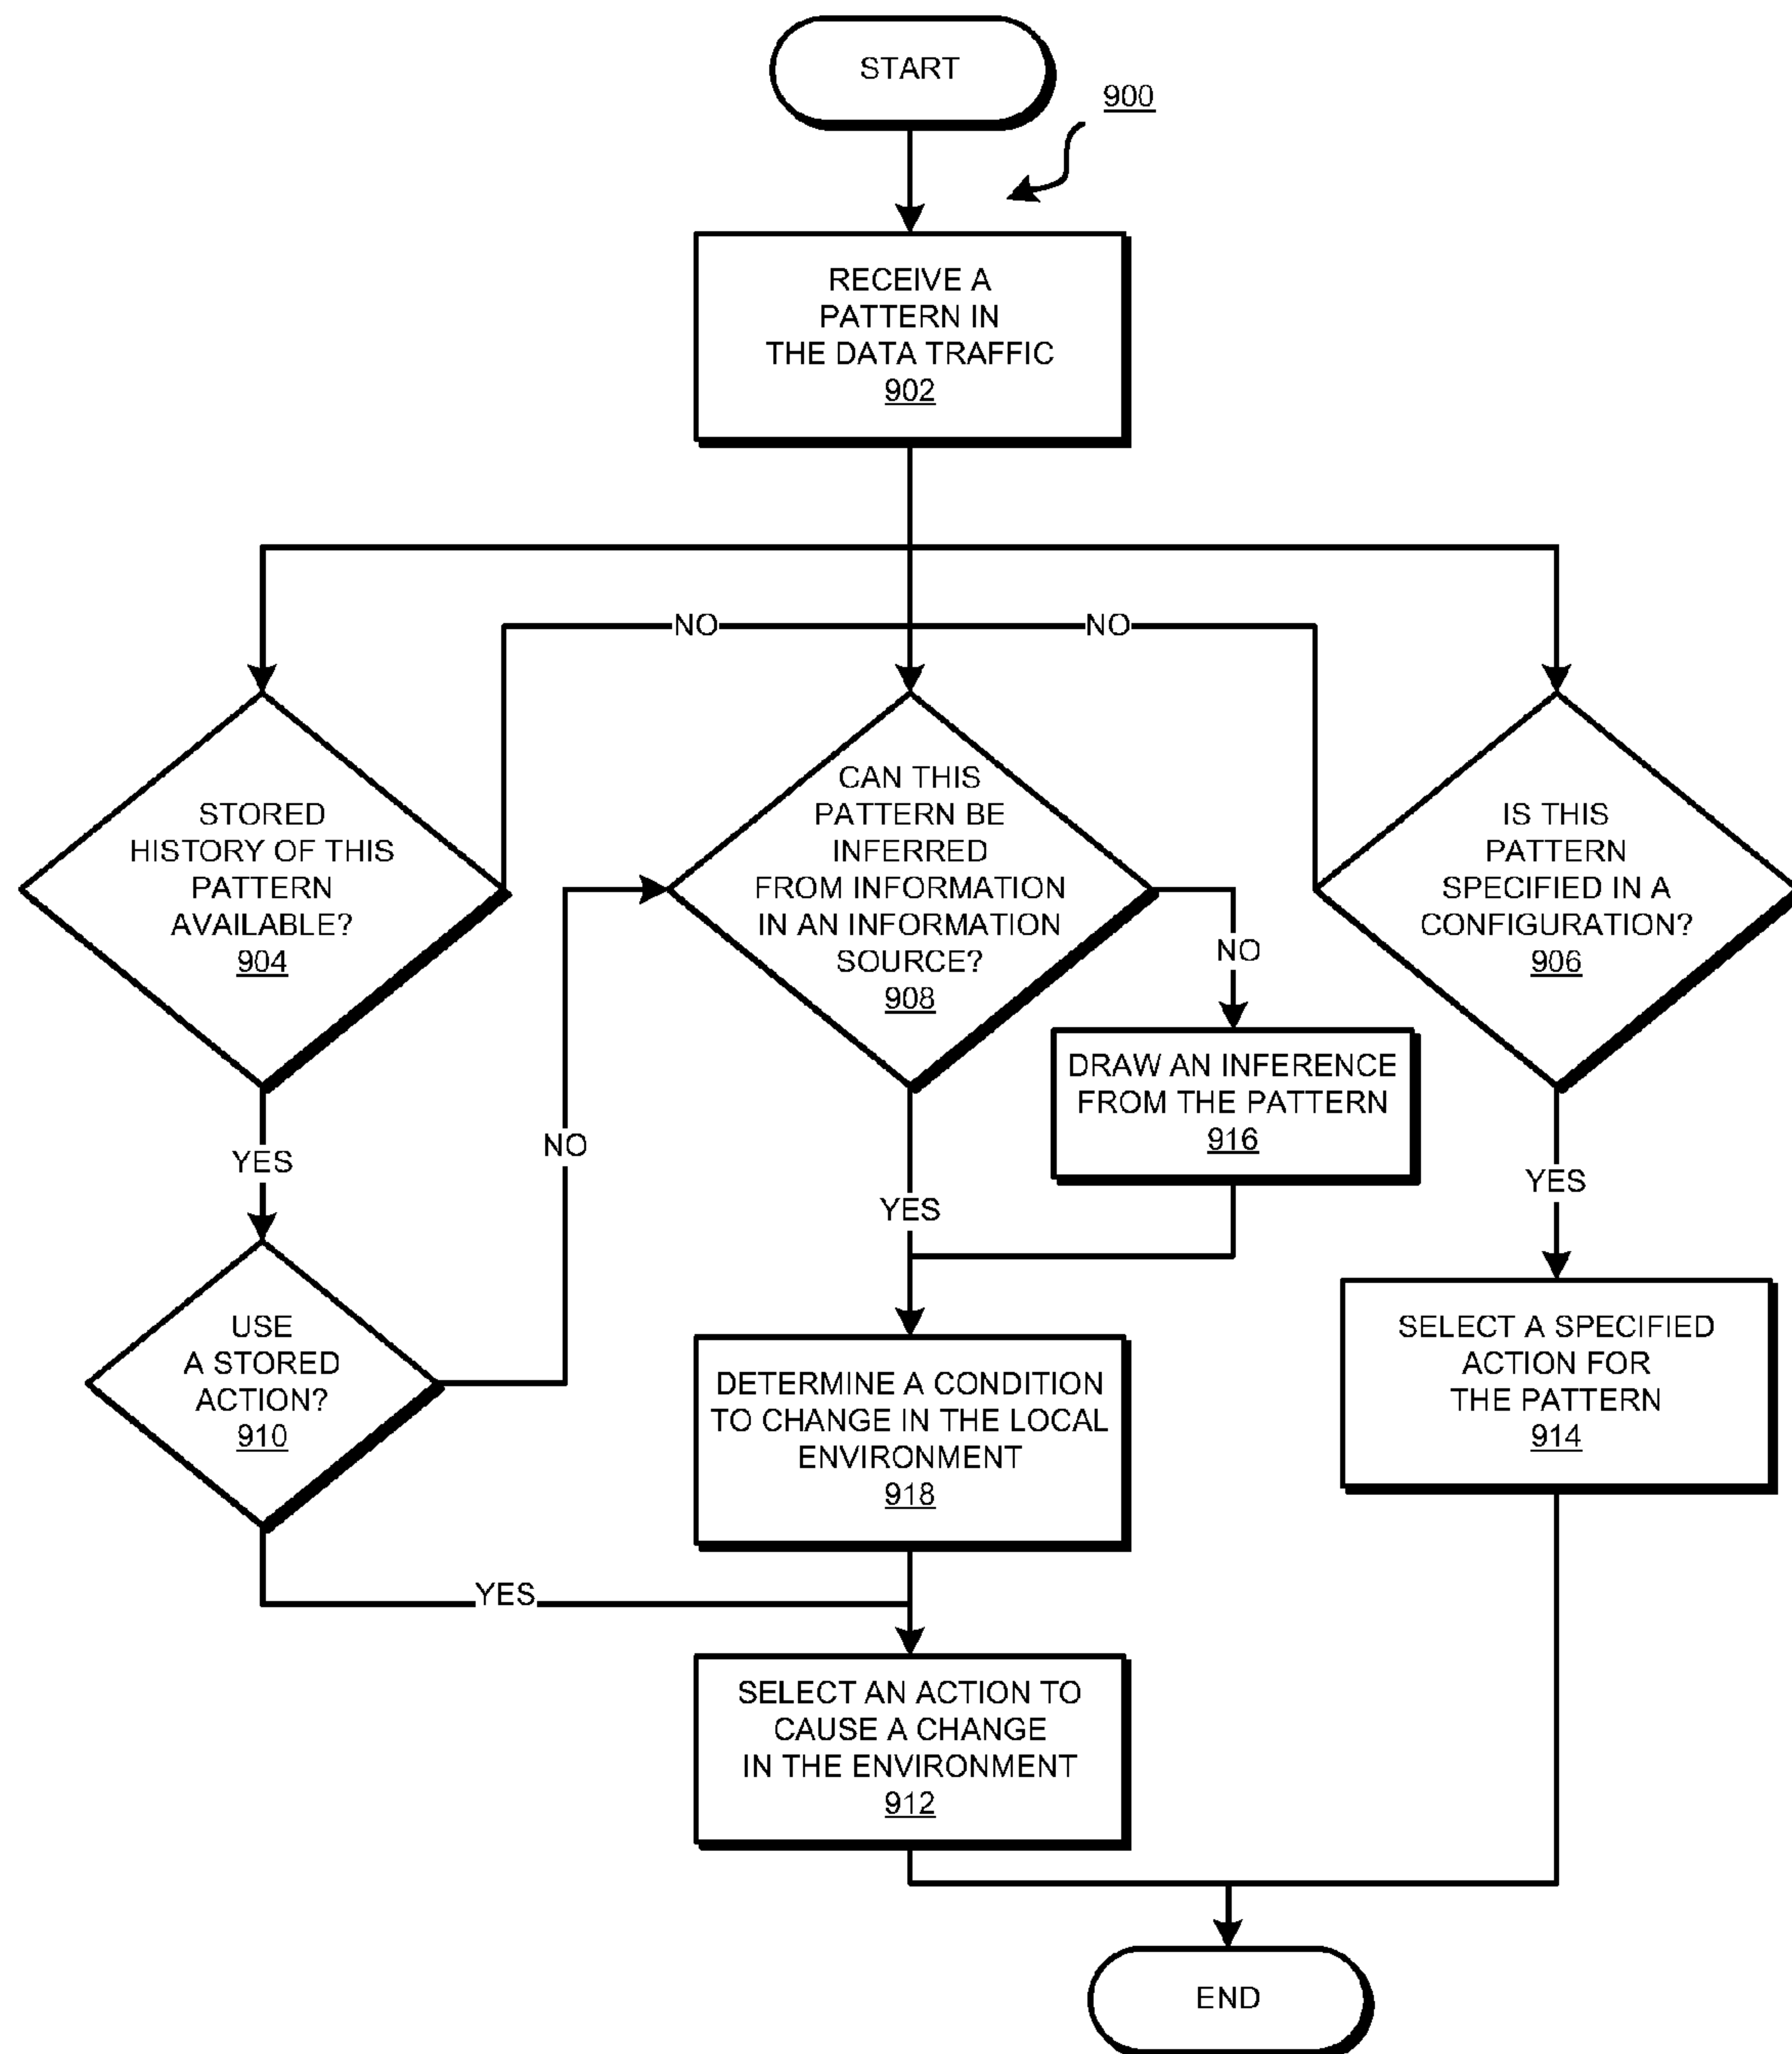 START
900
RECEIVE A
PATTERN IN
THE DATA TRAFFIC
902
NO
NO
STORED
HISTORY OF THIS
PATTERN
AVAILABLE?
904
CAN THIS
PATTERN BE
INFERRED
FROM INFORMATION
IN AN INFORMATION
SOURCE?
908
IS THIS
PATTERN
SPECIFIED IN A
CONFIGURATION?
906
NO
DRAW AN INFERENCE
FROM THE PATTERN
916
YES
NO
YES
YES
USE
A STORED
ACTION?
910
DETERMINE A CONDITION
TO CHANGE IN THE LOCAL
ENVIRONMENT
918
SELECT A SPECIFIED
ACTION FOR
THE PATTERN
914
YES
SELECT AN ACTION TO
CAUSE A CHANGE
IN THE ENVIRONMENT
912
END